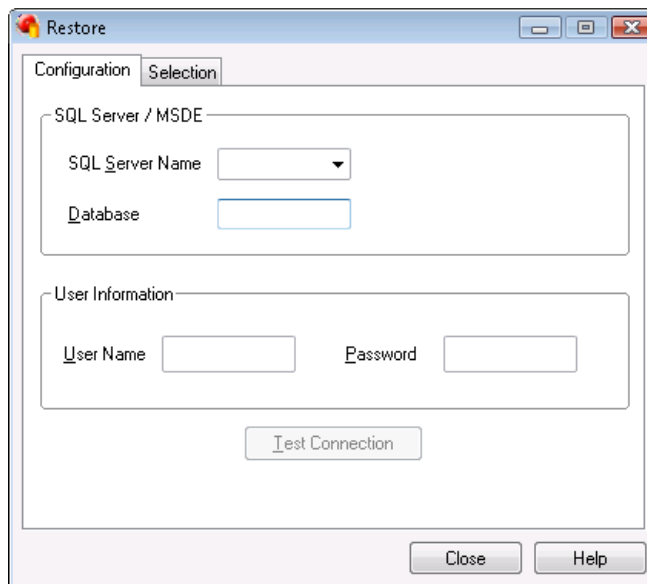 Restore
Configuration Selection
SQL Server / MSDE
SQL Server Name
Database
User Information
User Name Password
Test Connection
Close Help